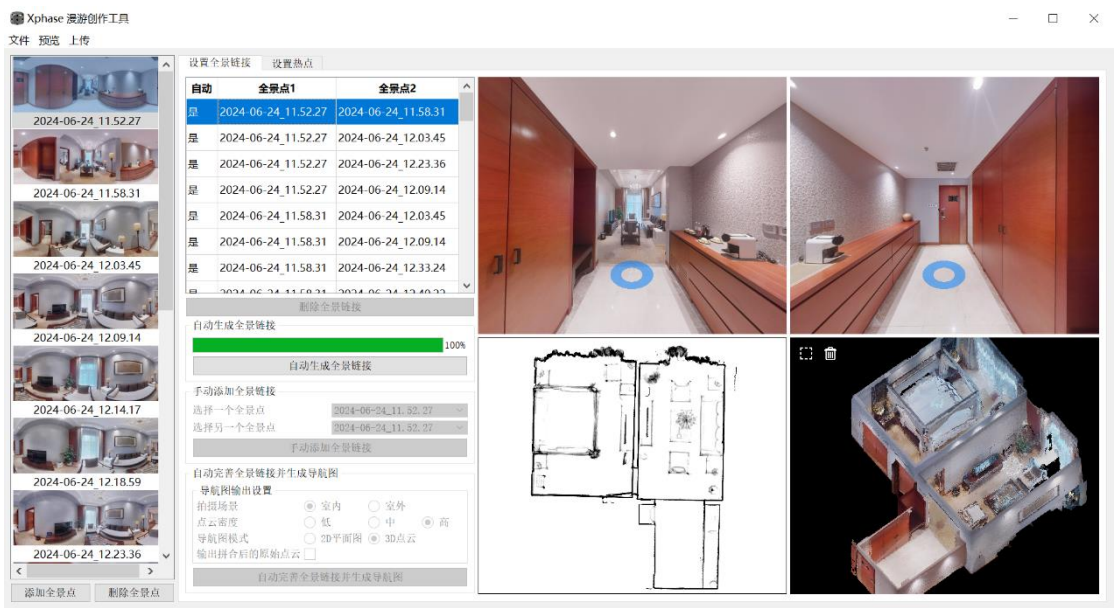 Xphase 漫游创作工具
文件 预览 上传
2024-06-24_11.52.27
2024-06-24_11.58.31
2024-06-24_12.03.45
2024-06-24_12.09.14
2024-06-24_12.14.17
2024-06-24_12.18.59
2024-06-24_12.23.36
添加全景点 删除全景点
设置全景链接 设置热点
自动 全景点1 全景点2
是 2024-06-24_11.52.27 2024-06-24_11.58.31
是 2024-06-24_11.52.27 2024-06-24_12.03.45
是 2024-06-24_11.52.27 2024-06-24_12.23.36
是 2024-06-24_11.52.27 2024-06-24_12.09.14
是 2024-06-24_11.58.31 2024-06-24_12.03.45
是 2024-06-24_11.58.31 2024-06-24_12.09.14
是 2024-06-24_11.58.31 2024-06-24_12.33.24
删除全景链接
自动生成全景链接
100%
自动生成全景链接
手动添加全景链接
选择一个全景点 2024-06-24_11.52.27
选择另一个全景点 2024-06-24_11.52.27
手动添加全景链接
自动完善全景链接并生成导航图
导航图输出设置
拍摄场景 室内 室外
点云密度 低 中 高
导航图模式 2D平面图 3D点云
输出拼合后的原始点云
自动完善全景链接并生成导航图